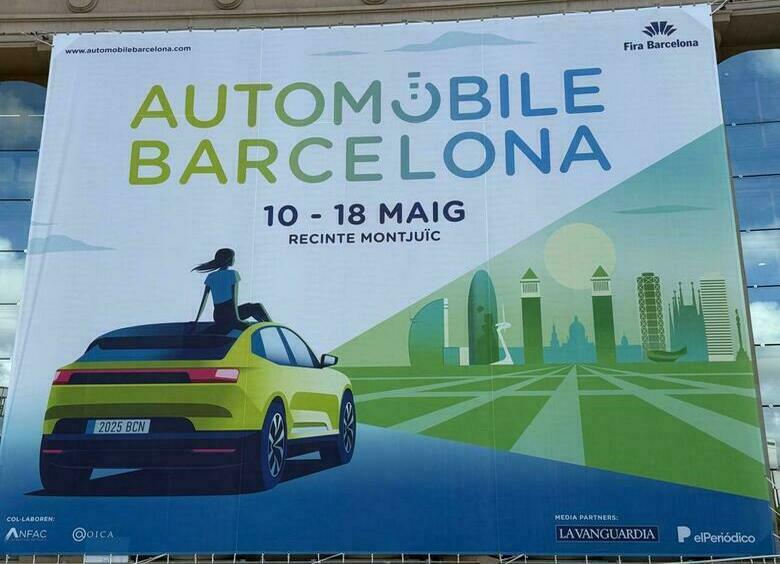 www.automobilebarcelona.com
Fira Barcelona
AUTOMOBILE
BARCELONA
10 - 18 MAIG
RECINTE MONTJUÏC
2025 BCN
COL·LABOREN:
ANFAC
OICA
MEDIA PARTNERS:
LA VANGUARDIA
elPeriódico